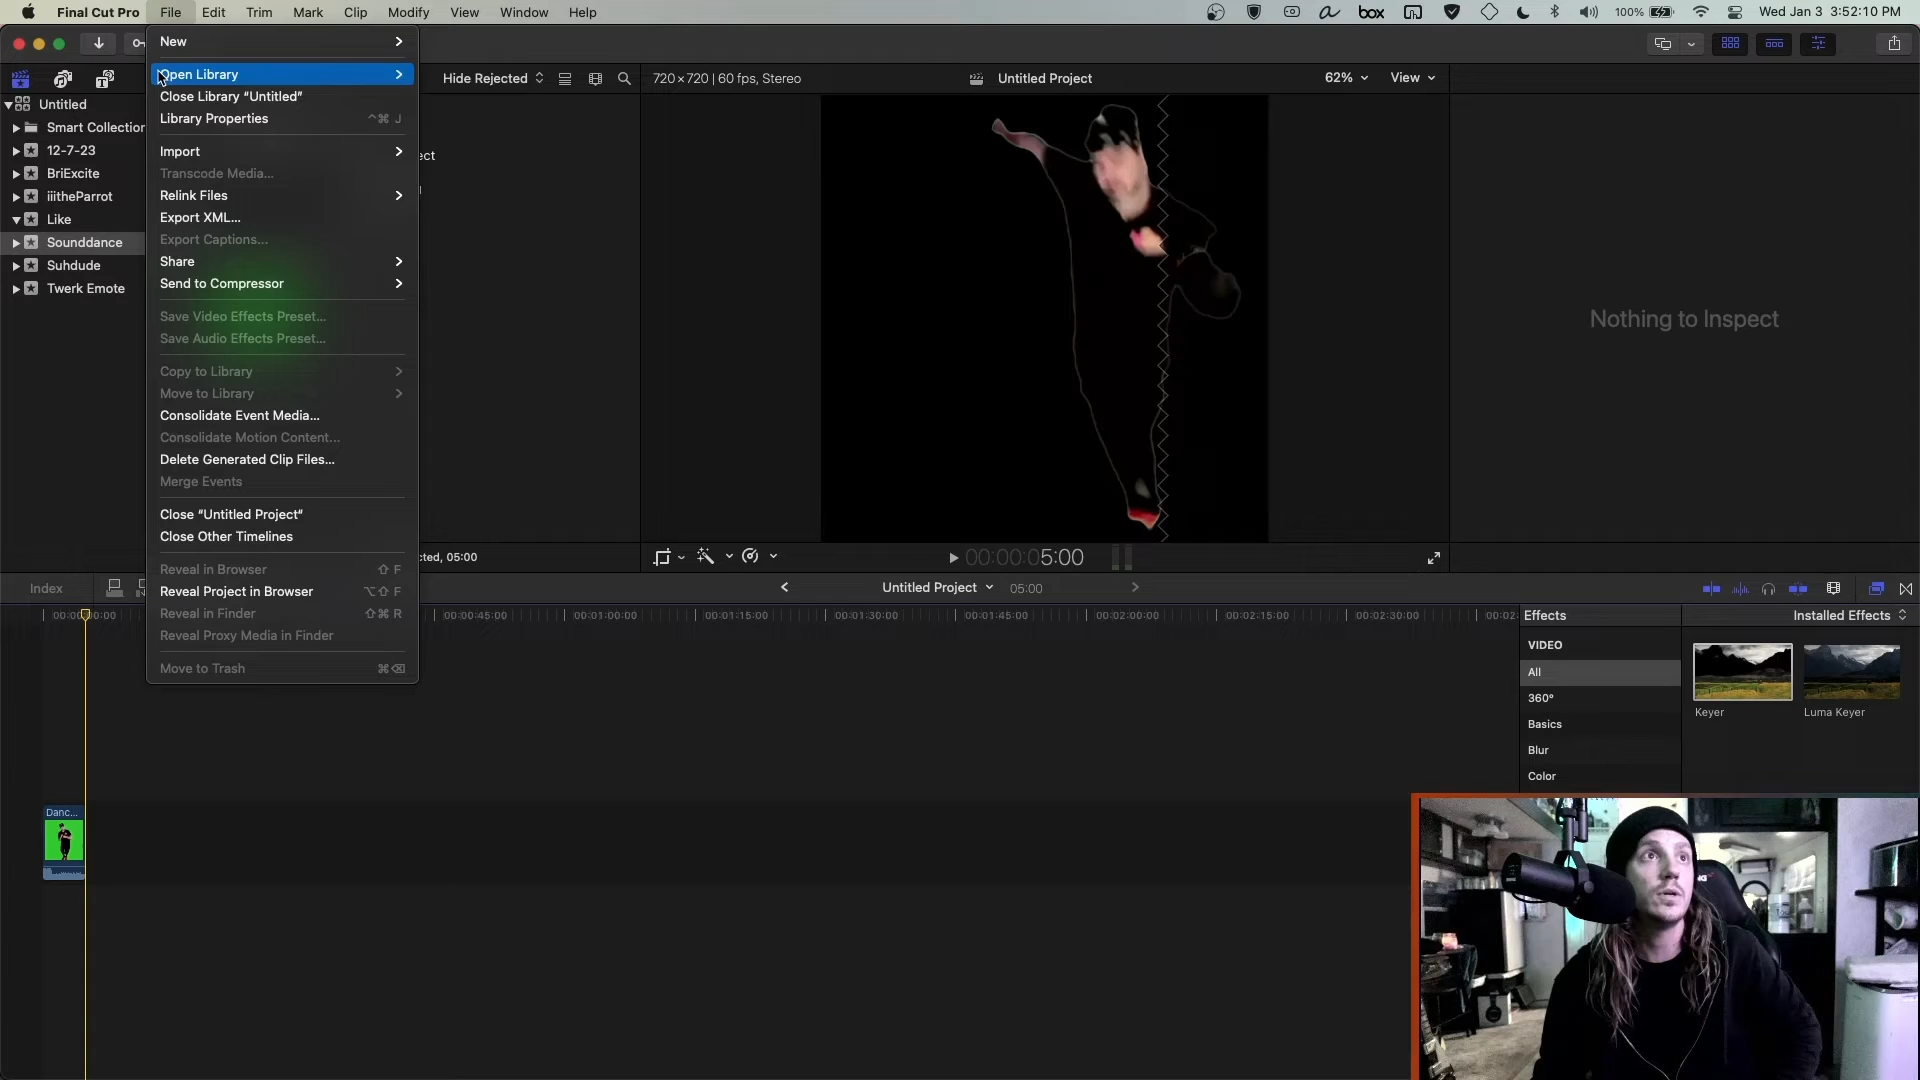 Final Cut Pro File Edit Trim Mark Clip Modify View Window Help
box 100% Wed Jan 3 3:52:10 PM
New
Open Library
Close Library “Untitled”
Library Properties ⌃⌘ J
Import
Transcode Media...
Relink Files
Export XML...
Export Captions...
Share
Send to Compressor
Save Video Effects Preset...
Save Audio Effects Preset...
Copy to Library
Move to Library
Consolidate Event Media...
Consolidate Motion Content...
Delete Generated Clip Files...
Merge Events
Close “Untitled Project”
Close Other Timelines
Reveal in Browser ⇧ F
Reveal Project in Browser ⌥⇧ F
Reveal in Finder ⇧⌘ R
Reveal Proxy Media in Finder
Move to Trash ⌘⌫
Untitled
Smart Collection
12-7-23
BriExcite
iiitheParrot
Like
Sounddance
Suhdude
Twerk Emote
Hide Rejected
ect
cted, 05:00
720×720 | 60 fps, Stereo
Untitled Project
62% View
00:00:05:00
Nothing to Inspect
Index
Untitled Project 05:00
00:00:45:00 00:01:00:00 00:01:15:00 00:01:30:00 00:01:45:00 00:02:00:00 00:02:15:00 00:02:30:00 00:02:
Danc...
Effects
Installed Effects
VIDEO
All
360°
Basics
Blur
Color
Keyer
Luma Keyer